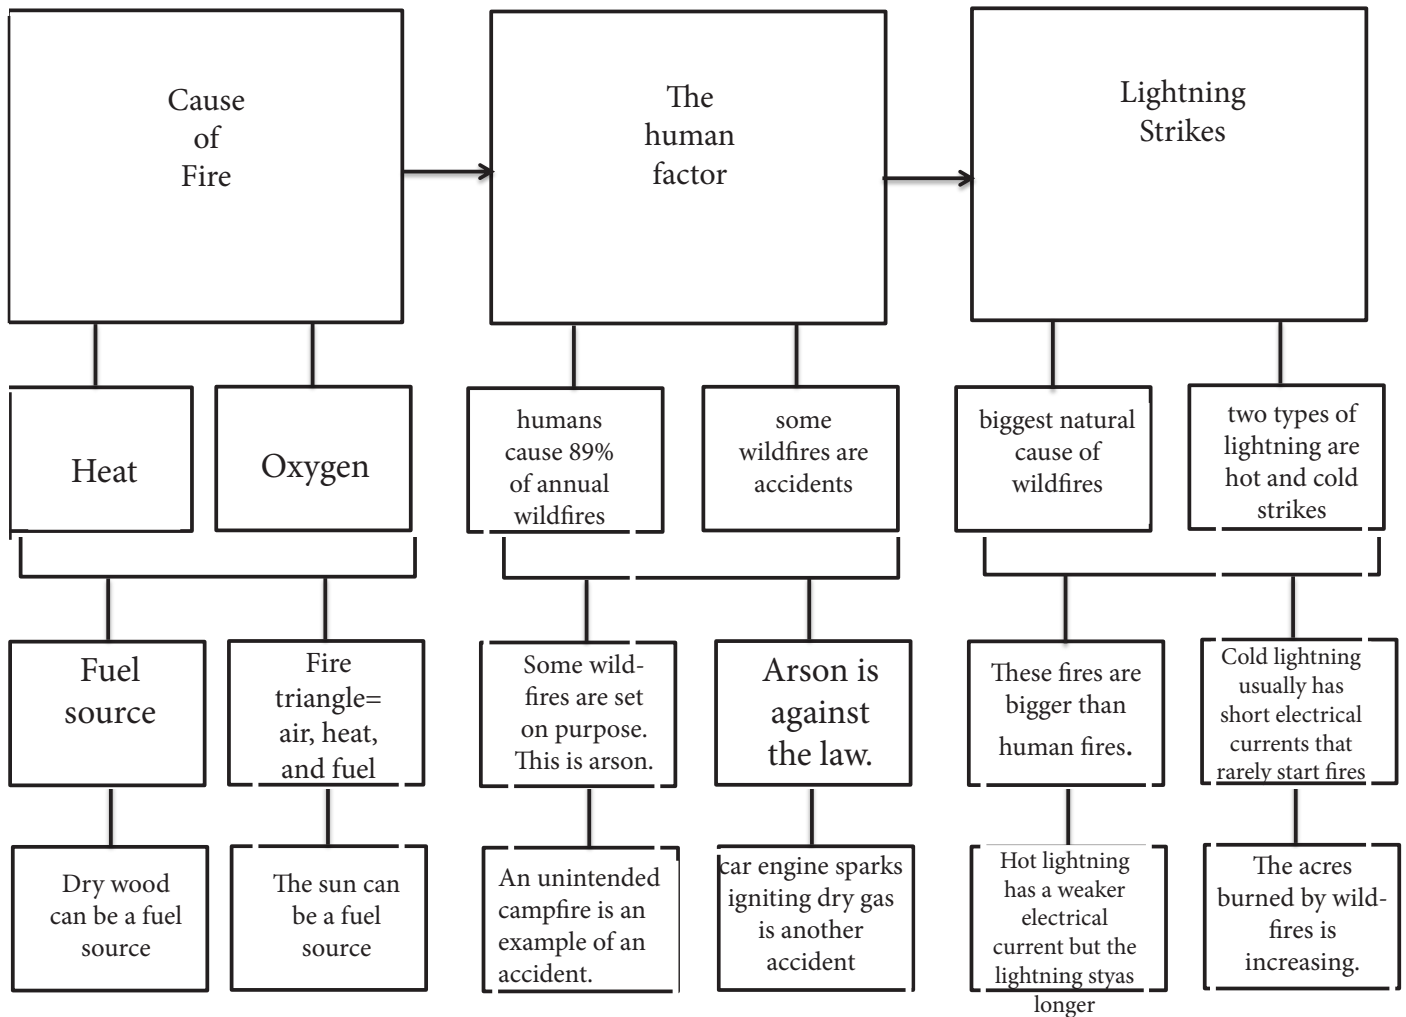 Cause
of
Fire
The
human
factor
Lightning
Strikes
Heat
Oxygen
humans
cause 89%
of annual
wildfires
some
wildfires are
accidents
biggest natural
cause of
wildfires
two types of
lightning are
hot and cold
strikes
Fuel
source
Fire
triangle=
air, heat,
and fuel
Some wild-
fires are set
on purpose.
This is arson.
Arson is
against
the law.
These fires are
bigger than
human fires.
Cold lightning
usually has
short electrical
currents that
rarely start fires
Dry wood
can be a fuel
source
The sun can
be a fuel
source
An unintended
campfire is an
example of an
accident.
car engine sparks
igniting dry gas
is another
accident
Hot lightning
has a weaker
electrical
current but the
lightning styas
longer
The acres
burned by wild-
fires is
increasing.